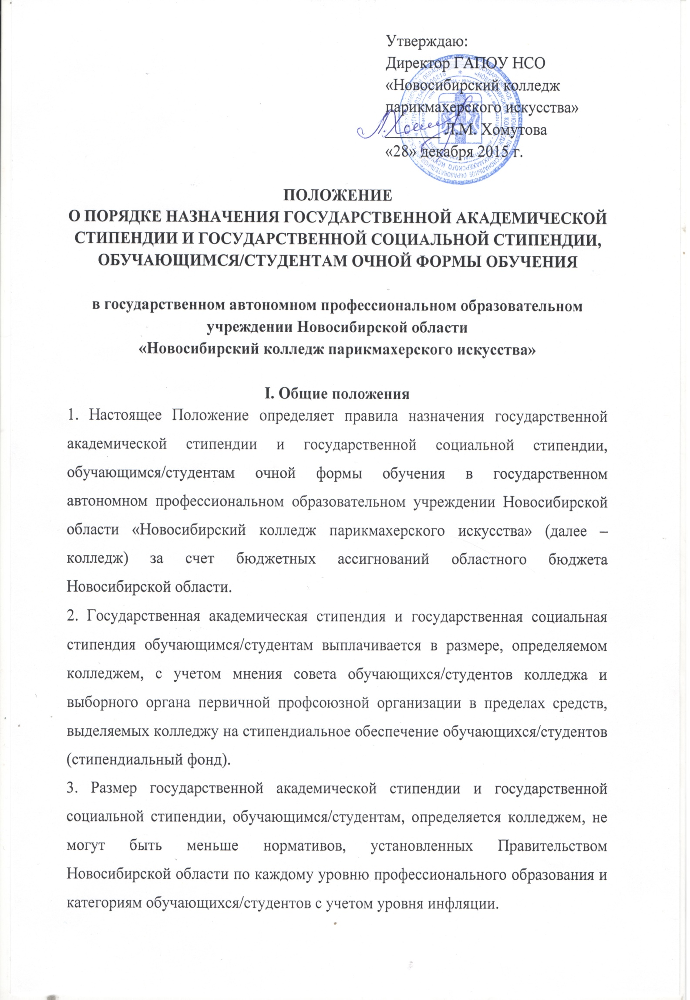 Утверждаю:
Директор ГАПОУ НСО
«Новосибирский колледж
парикмахерского искусства»
Л.М. Хомутова
«28» декабря 2015 г.
ПОЛОЖЕНИЕ
О ПОРЯДКЕ НАЗНАЧЕНИЯ ГОСУДАРСТВЕННОЙ АКАДЕМИЧЕСКОЙ
СТИПЕНДИИ И ГОСУДАРСТВЕННОЙ СОЦИАЛЬНОЙ СТИПЕНДИИ,
ОБУЧАЮЩИМСЯ/СТУДЕНТАМ ОЧНОЙ ФОРМЫ ОБУЧЕНИЯ
в государственном автономном профессиональном образовательном
учреждении Новосибирской области
«Новосибирский колледж парикмахерского искусства»
I. Общие положения
1. Настоящее Положение определяет правила назначения государственной
академической стипендии и государственной социальной стипендии,
обучающимся/студентам очной формы обучения в государственном
автономном профессиональном образовательном учреждении Новосибирской
области «Новосибирский колледж парикмахерского искусства» (далее –
колледж) за счет бюджетных ассигнований областного бюджета
Новосибирской области.
2. Государственная академическая стипендия и государственная социальная
стипендия обучающимся/студентам выплачивается в размере, определяемом
колледжем, с учетом мнения совета обучающихся/студентов колледжа и
выборного органа первичной профсоюзной организации в пределах средств,
выделяемых колледжу на стипендиальное обеспечение обучающихся/студентов
(стипендиальный фонд).
3. Размер государственной академической стипендии и государственной
социальной стипендии, обучающимся/студентам, определяется колледжем, не
могут быть меньше нормативов, установленных Правительством
Новосибирской области по каждому уровню профессионального образования и
категориям обучающихся/студентов с учетом уровня инфляции.